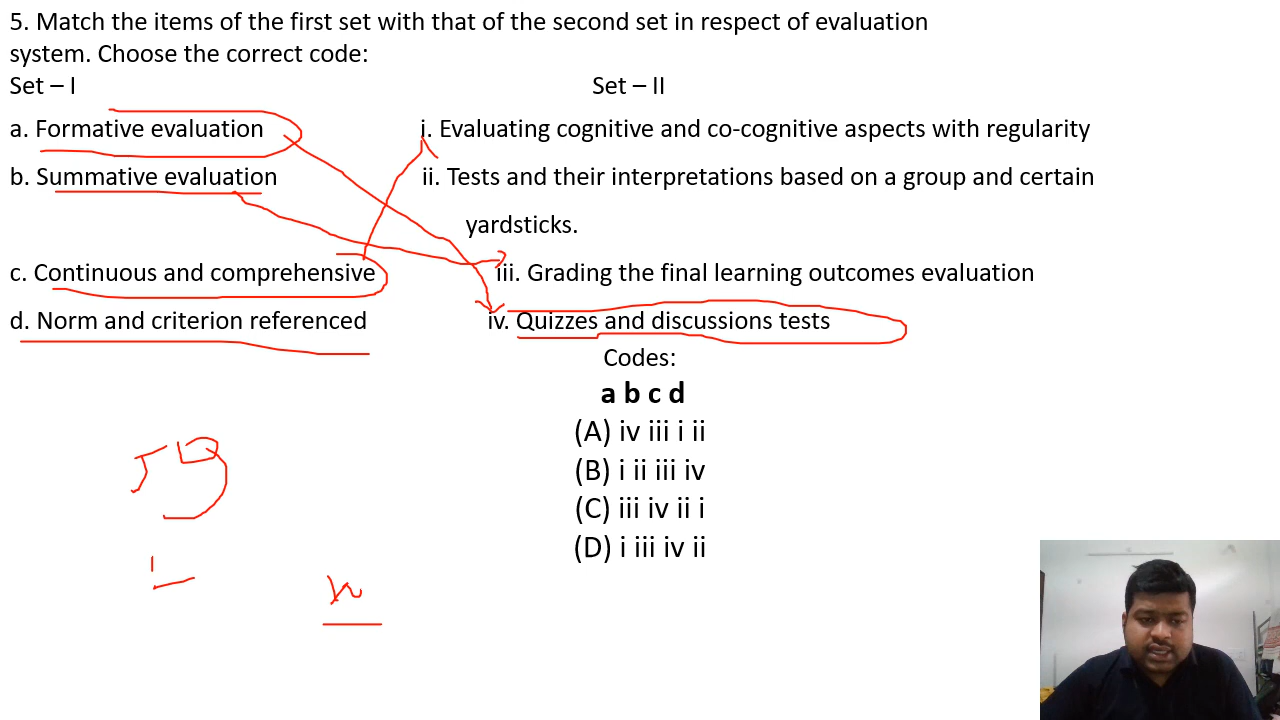 5. Match the items of the first set with that of the second set in respect of evaluation
system. Choose the correct code:
Set – I Set – II
a. Formative evaluation i. Evaluating cognitive and co-cognitive aspects with regularity
b. Summative evaluation ii. Tests and their interpretations based on a group and certain
yardsticks.
c. Continuous and comprehensive iii. Grading the final learning outcomes evaluation
d. Norm and criterion referenced iv. Quizzes and discussions tests
Codes:
a b c d
(A) iv iii i ii
(B) i ii iii iv
(C) iii iv ii i
(D) i iii iv ii